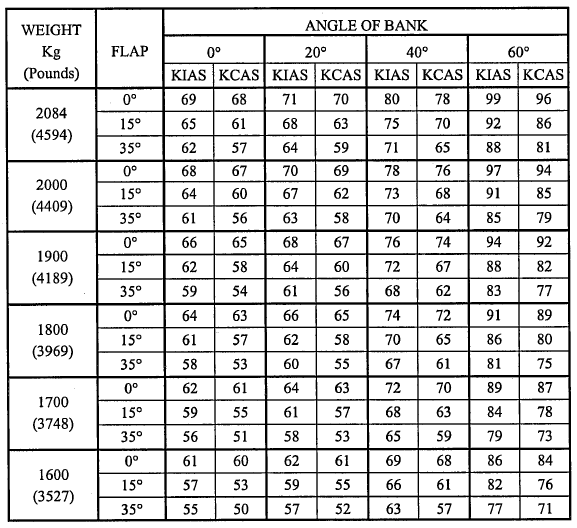 WEIGHT Kg (Pounds) FLAP ANGLE OF BANK
0° 20° 40° 60°
KIAS KCAS KIAS KCAS KIAS KCAS KIAS KCAS
2084 (4594)
0° 69 68 71 70 80 78 99 96
15° 65 61 68 63 75 70 92 86
35° 62 57 64 59 71 65 88 81
2000 (4409)
0° 68 67 70 69 78 76 97 94
15° 64 60 67 62 73 68 91 85
35° 61 56 63 58 70 64 85 79
1900 (4189)
0° 66 65 68 67 76 74 94 92
15° 62 58 64 60 72 67 88 82
35° 59 54 61 56 68 62 83 77
1800 (3969)
0° 64 63 66 65 74 72 91 89
15° 61 57 62 58 70 65 86 80
35° 58 53 60 55 67 61 81 75
1700 (3748)
0° 62 61 64 63 72 70 89 87
15° 59 55 61 57 68 63 84 78
35° 56 51 58 53 65 59 79 73
1600 (3527)
0° 61 60 62 61 69 68 86 84
15° 57 53 59 55 66 61 82 76
35° 55 50 57 52 63 57 77 71